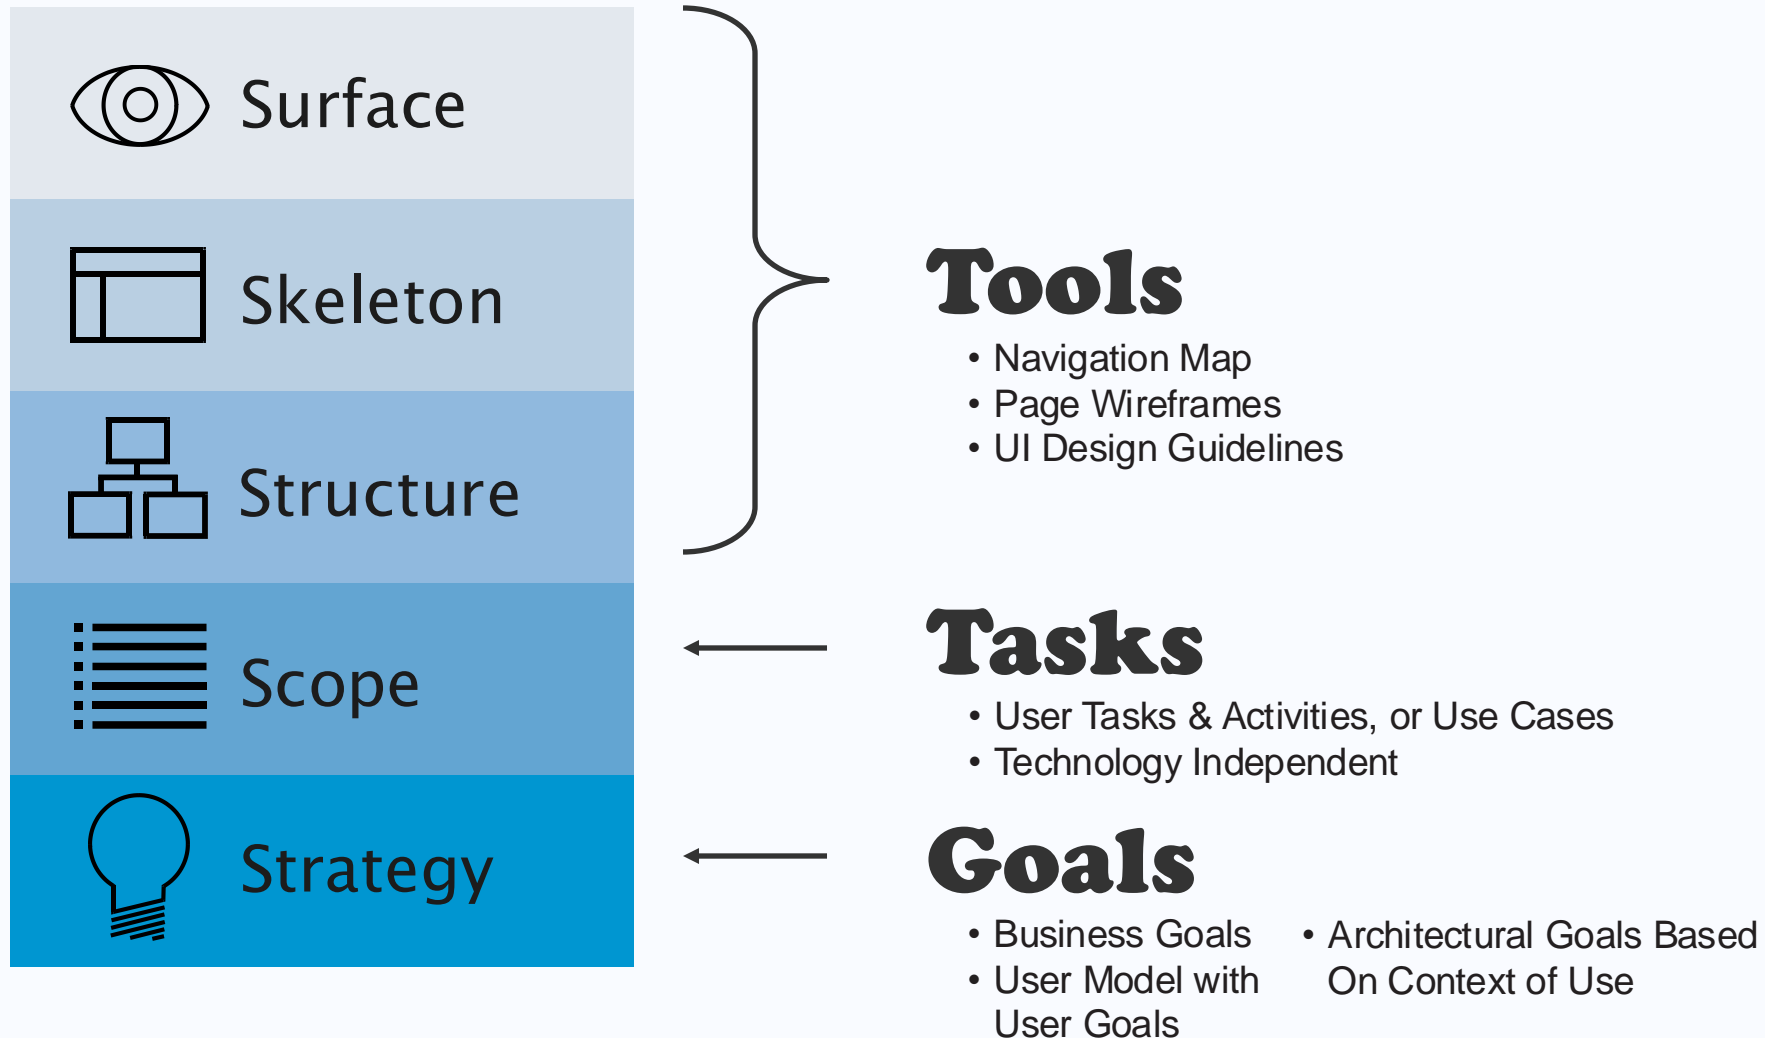 Surface
Skeleton
Structure
Scope
Strategy
Tools
• Navigation Map
• Page Wireframes
• UI Design Guidelines
Tasks
• User Tasks & Activities, or Use Cases
• Technology Independent
Goals
• Business Goals
• User Model with
User Goals
• Architectural Goals Based
On Context of Use